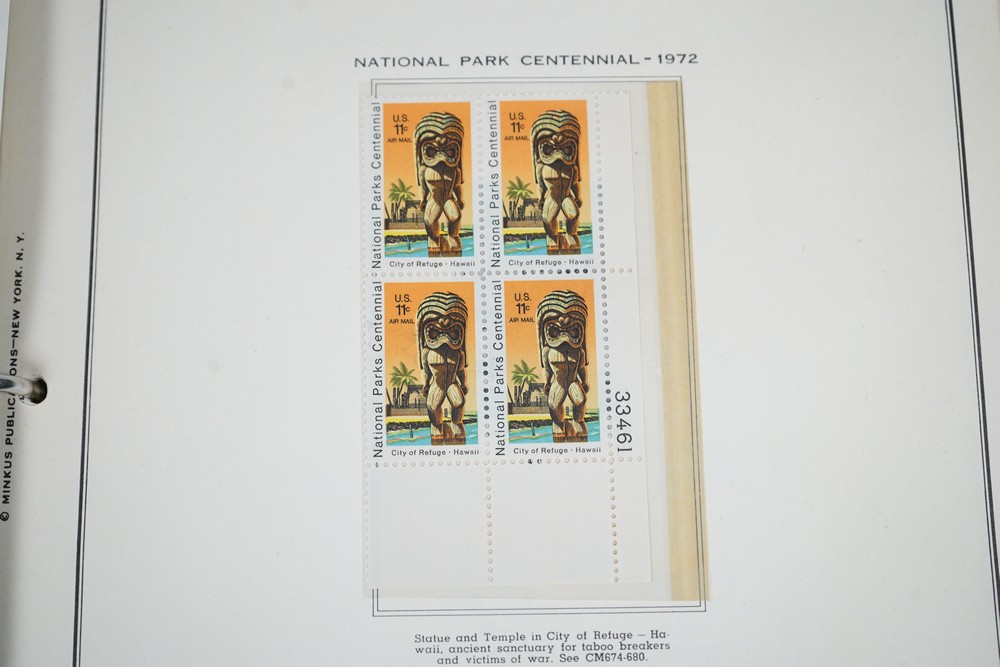 NATIONAL PARK CENTENNIAL - 1972
National Parks Centennial
U.S.
11c
AIR MAIL
City of Refuge · Hawaii
National Parks Centennial
U.S.
11c
AIR MAIL
City of Refuge · Hawaii
National Parks Centennial
U.S.
11c
AIR MAIL
City of Refuge · Hawaii
National Parks Centennial
U.S.
11c
AIR MAIL
City of Refuge · Hawaii
33461
Statue and Temple in City of Refuge — Ha-
waii, ancient sanctuary for taboo breakers
and victims of war. See CM674-680.
© MINKUS ONS—NEW YORK, N. Y.